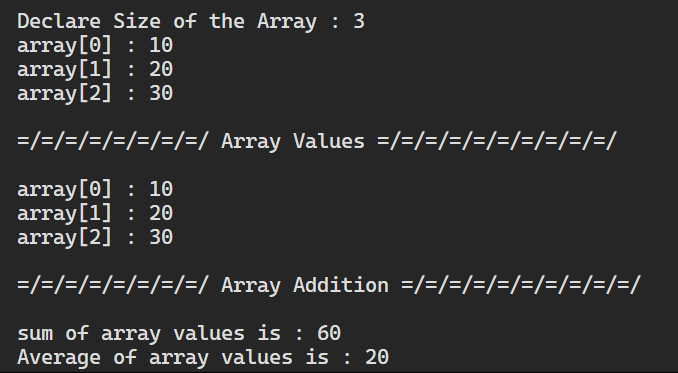 Declare Size of the Array : 3
array[0] : 10
array[1] : 20
array[2] : 30
=/=/=/=/=/=/=/=/ Array Values =/=/=/=/=/=/=/=/=/=/
array[0] : 10
array[1] : 20
array[2] : 30
=/=/=/=/=/=/=/=/ Array Addition =/=/=/=/=/=/=/=/=/=/
sum of array values is : 60
Average of array values is : 20